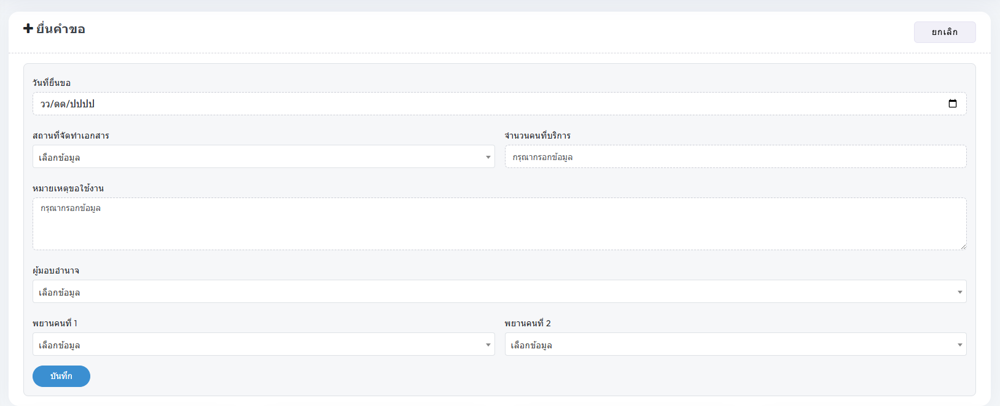 ยื่นคำขอ
ยกเลิก
วันที่ยื่นขอ
วว/ดด/ปปปป
สถานที่จัดทำเอกสาร
จำนวนคนที่บริการ
เลือกข้อมูล
กรุณากรอกข้อมูล
หมายเหตุขอใช้งาน
กรุณากรอกข้อมูล
ผู้มอบอำนาจ
เลือกข้อมูล
พยานคนที่ 1
พยานคนที่ 2
เลือกข้อมูล
เลือกข้อมูล
บันทึก